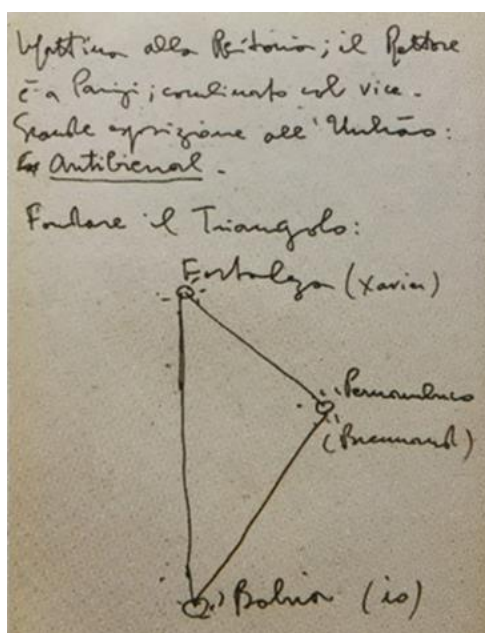 Mattina alla Reitoria; il Rettore
è a Parigi; combinato col vice.
Grande esposizione all'Unhão:
Antibienal.
Fondare il Triangolo:
Fortaleza (Xavier)
Pernambuco
(Brennand)
Bahia (io)